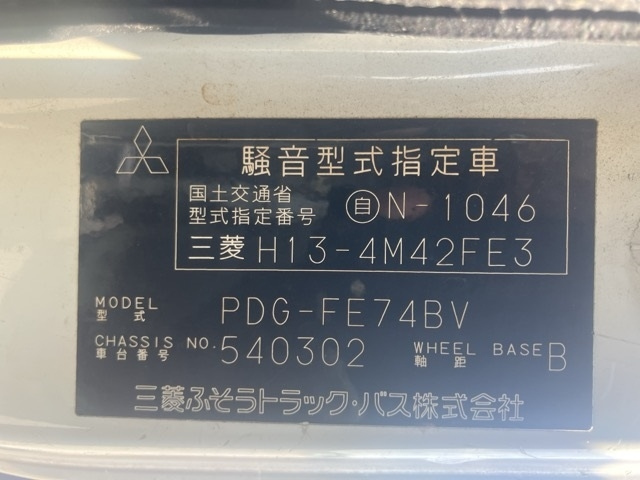 騒音型式指定車
国土交通省
型式指定番号 �特N-1046
三菱 H13-4M42FE3
MODEL
型式 PDG-FE74BV
CHASSIS NO.
車台番号 540302 WHEEL BASE
軸距 B
三菱ふそうトラック・バス株式会社